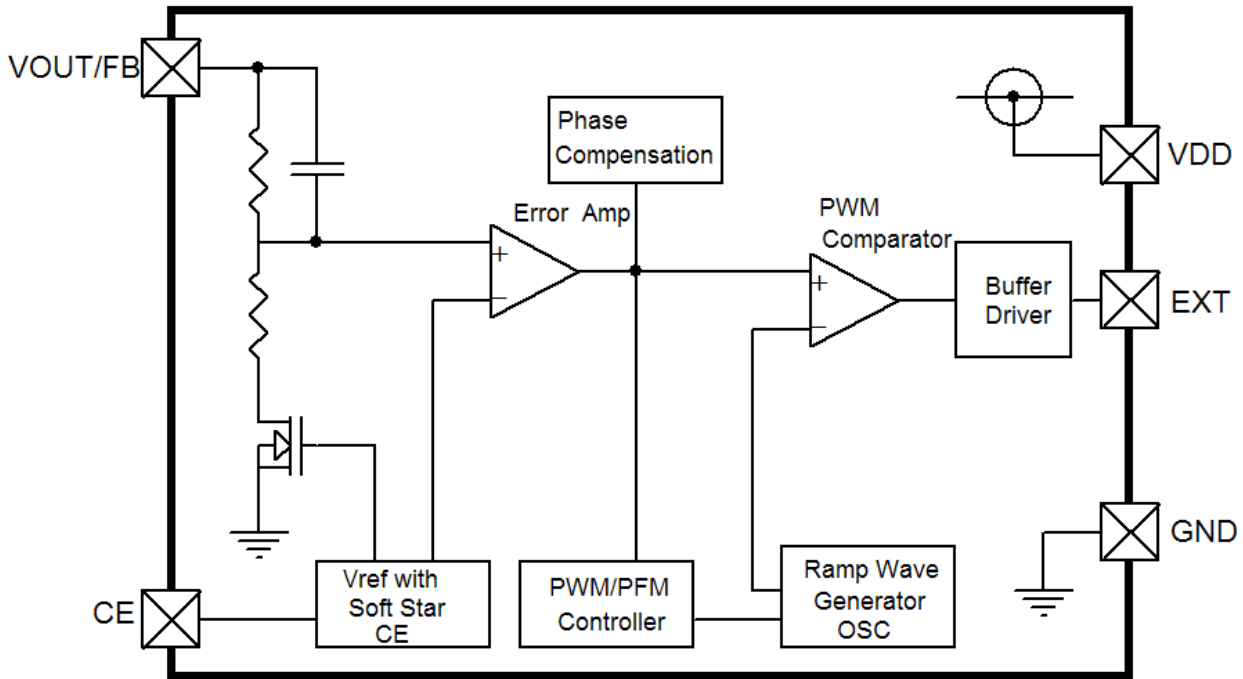 VOUT/FB
Phase
Compensation
VDD
Error Amp
PWM
Comparator
+
−
+
−
Buffer
Driver
EXT
GND
CE
Vref with
Soft Star
CE
PWM/PFM
Controller
Ramp Wave
Generator
OSC